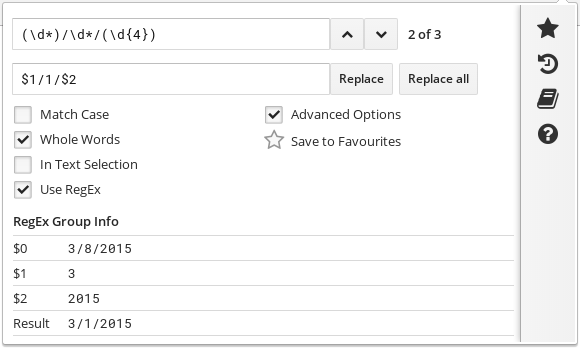 (\d*)/\d*/(\d{4})
2 of 3
$1/1/$2
Replace
Replace all
Match Case
Advanced Options
Whole Words
Save to Favourites
In Text Selection
Use RegEx
RegEx Group Info
$0 3/8/2015
$1 3
$2 2015
Result 3/1/2015